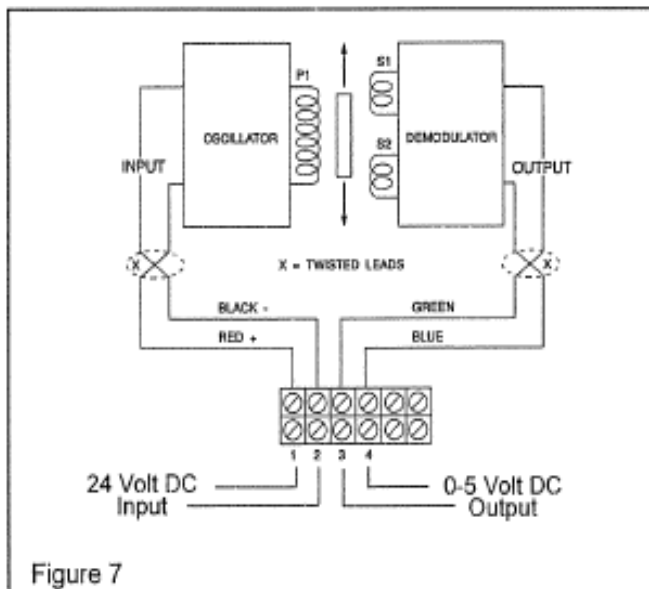 P1
S1
OSCILLATOR
DEMODULATOR
S2
INPUT
OUTPUT
X
X = TWISTED LEADS
X
BLACK -
GREEN
RED +
BLUE
1 2 3 4
24 Volt DC
Input
0-5 Volt DC
Output
Figure 7